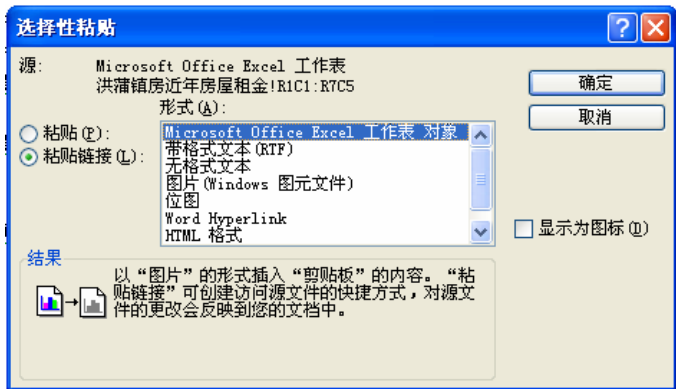 选择性粘贴
源: Microsoft Office Excel 工作表
洪蒲镇房近年房屋租金!R1C1:R7C5
确定
形式(A):
取消
粘贴(P):
粘贴链接(L):
Microsoft Office Excel 工作表 对象
带格式文本(RTF)
无格式文本
图片(Windows 图元文件)
位图
Word Hyperlink
HTML 格式
显示为图标(D)
结果
以“图片”的形式插入“剪贴板”的内容。“粘
贴链接”可创建访问源文件的快捷方式,对源文
件的更改会反映到您的文档中。